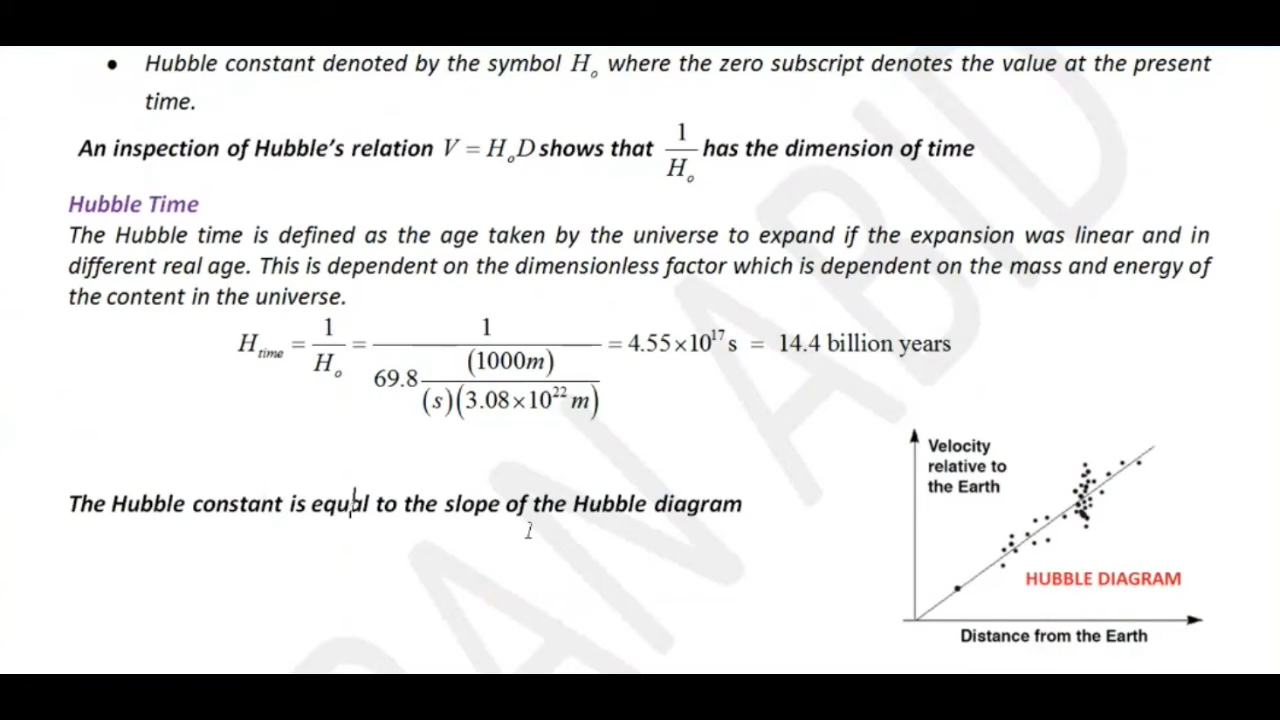 • Hubble constant denoted by the symbol Hₒ where the zero subscript denotes the value at the present
time.
An inspection of Hubble’s relation V = HₒD shows that 1/Hₒ has the dimension of time
Hubble Time
The Hubble time is defined as the age taken by the universe to expand if the expansion was linear and in
different real age. This is dependent on the dimensionless factor which is dependent on the mass and energy of
the content in the universe.
H_time = 1/Hₒ = 1/(69.8 (1000m)/((s)(3.08×10²² m))) = 4.55×10¹⁷ s = 14.4 billion years
Velocity
relative to
the Earth
The Hubble constant is equal to the slope of the Hubble diagram
HUBBLE DIAGRAM
Distance from the Earth